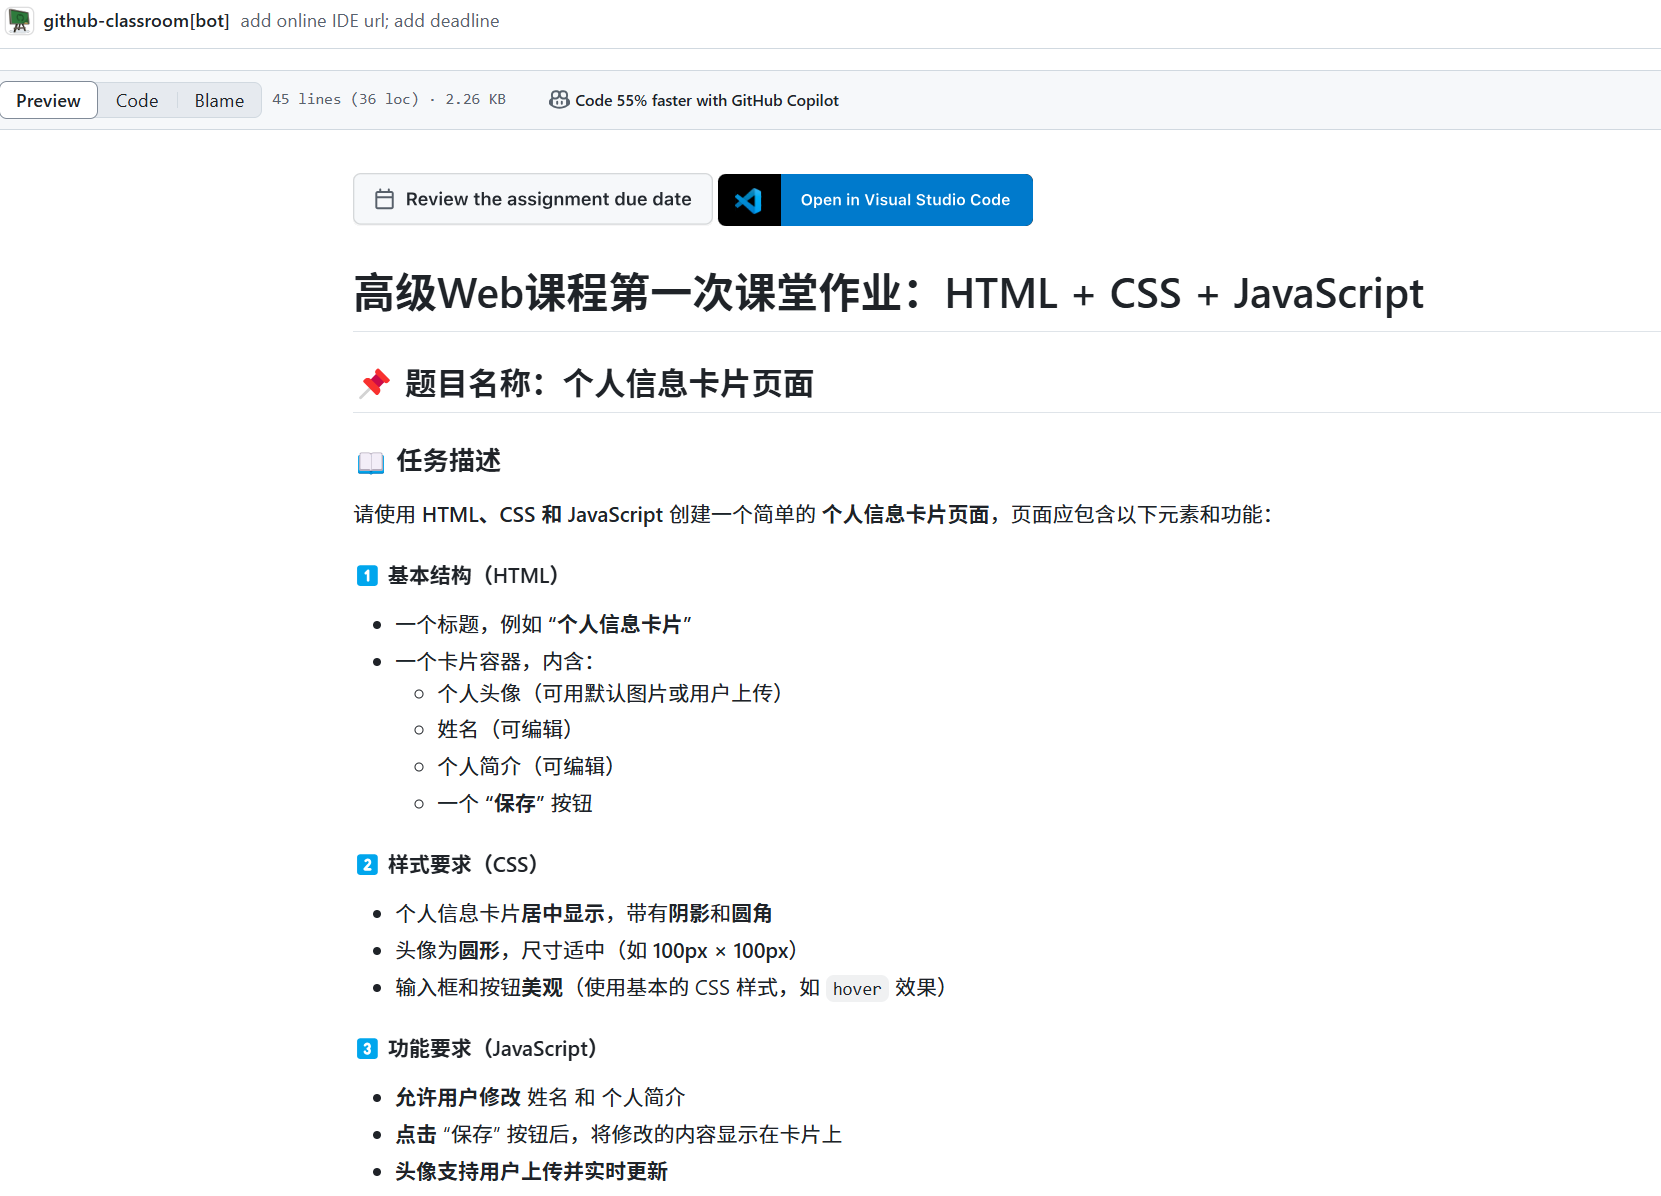 github-classroom[bot] add online IDE url; add deadline
Preview Code Blame 45 lines (36 loc) · 2.26 KB Code 55% faster with GitHub Copilot
Review the assignment due date Open in Visual Studio Code
高级Web课程第一次课堂作业：HTML + CSS + JavaScript
📌 题目名称：个人信息卡片页面
📖 任务描述
请使用 HTML、CSS 和 JavaScript 创建一个简单的 个人信息卡片页面，页面应包含以下元素和功能：
1️⃣ 基本结构（HTML）
• 一个标题，例如 “个人信息卡片”
• 一个卡片容器，内含：
◦ 个人头像（可用默认图片或用户上传）
◦ 姓名（可编辑）
◦ 个人简介（可编辑）
◦ 一个 “保存” 按钮
2️⃣ 样式要求（CSS）
• 个人信息卡片居中显示，带有阴影和圆角
• 头像为圆形，尺寸适中（如 100px × 100px）
• 输入框和按钮美观（使用基本的 CSS 样式，如 hover 效果）
3️⃣ 功能要求（JavaScript）
• 允许用户修改 姓名 和 个人简介
• 点击 “保存” 按钮后，将修改的内容显示在卡片上
• 头像支持用户上传并实时更新